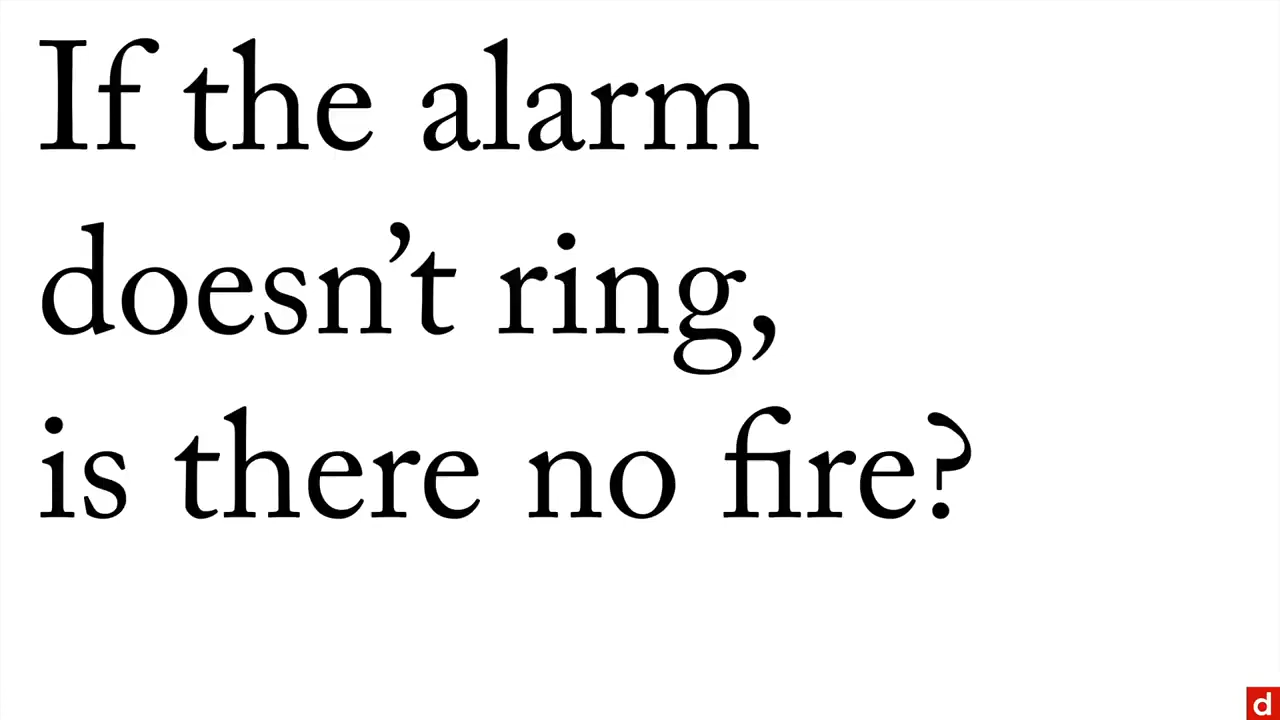 If the alarm
doesn’t ring,
is there no fire?
d